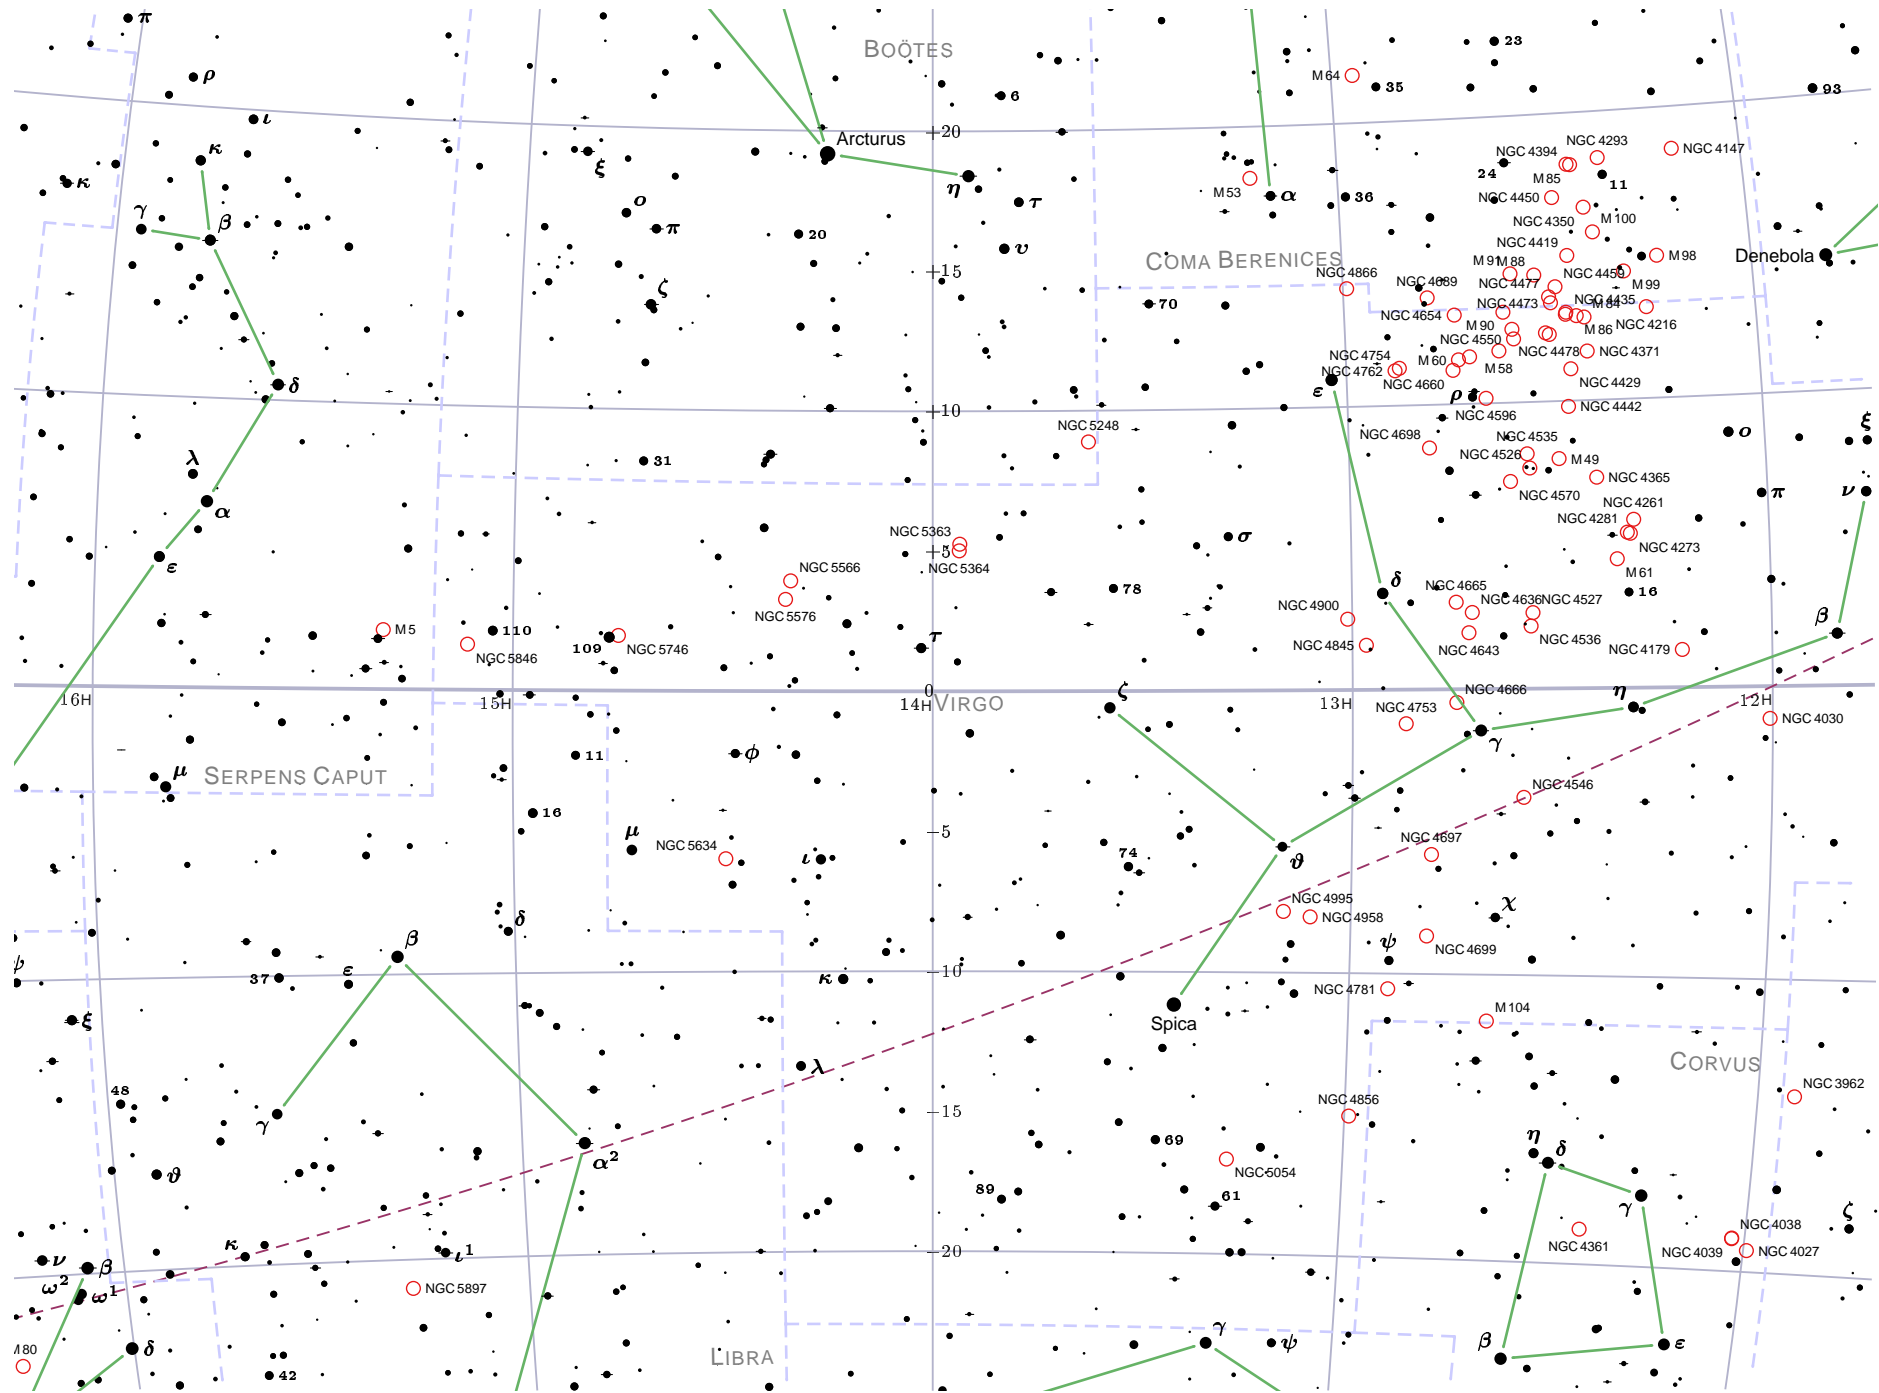 π
BOÖTES
23
ρ
M 64
35
93
6
ι
+20
Arcturus
κ
NGC 4293
NGC 4394
NGC 4147
ξ
24
M 85
11
κ
η
M 53
α
36
NGC 4450
τ
γ
β
ο
π
20
NGC 4350
M 100
υ
NGC 4419
Denebola
COMA BERENICES
M 91
M 88
M 98
+15
NGC 4866
NGC 4689
NGC 4459
NGC 4477
M 99
ζ
70
NGC 4473
NGC 4435
M 84
NGC 4654
M 90
M 86
NGC 4216
NGC 4550
NGC 4754
M 60
NGC 4478
NGC 4371
NGC 4762
M 58
δ
ε
NGC 4660
NGC 4429
ρ
+10
NGC 4596
NGC 4442
NGC 5248
NGC 4698
NGC 4535
ο
ξ
λ
31
NGC 4526
M 49
NGC 4365
α
NGC 4570
π
ν
NGC 4261
NGC 5363
NGC 4281
+5
σ
NGC 4273
ε
NGC 5364
NGC 5566
M 61
δ
78
NGC 4665
16
NGC 5576
NGC 4900
NGC 4636
NGC 4527
β
M 5
110
τ
109
NGC 5746
NGC 4845
NGC 4536
NGC 5846
NGC 4643
NGC 4179
0
ζ
NGC 4666
η
16H
15H
14H
VIRGO
13H
NGC 4753
12H
NGC 4030
γ
11
φ
μ
SERPENS CAPUT
NGC 4546
16
−5
μ
NGC 5634
ι
74
NGC 4697
ϑ
NGC 4995
χ
δ
NGC 4958
β
ψ
NGC 4699
ψ
37
ε
κ
−10
NGC 4781
M 104
ξ
Spica
λ
CORVUS
48
NGC 3962
−15
NGC 4856
γ
69
η
δ
α²
ϑ
NGC 5054
89
61
γ
ζ
κ
ι¹
NGC 4038
NGC 4361
NGC 4039
NGC 4027
ν
−20
β
ω²
ω¹
NGC 5897
γ
ψ
β
ε
M 80
δ
LIBRA
42